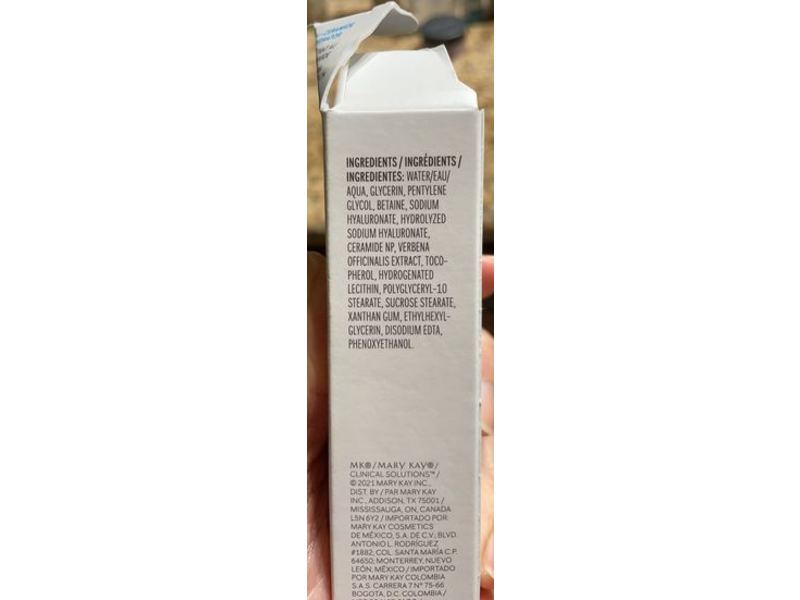 INGREDIENTS / INGRÉDIENTS /
INGREDIENTES: WATER/EAU/
AQUA, GLYCERIN, PENTYLENE
GLYCOL, BETAINE, SODIUM
HYALURONATE, HYDROLYZED
SODIUM HYALURONATE,
CERAMIDE NP, VERBENA
OFFICINALIS EXTRACT, TOCO-
PHEROL, HYDROGENATED
LECITHIN, POLYGLYCERYL-10
STEARATE, SUCROSE STEARATE,
XANTHAN GUM, ETHYLHEXYL-
GLYCERIN, DISODIUM EDTA,
PHENOXYETHANOL.
MK® / MARY KAY® /
CLINICAL SOLUTIONS™ /
© 2021 MARY KAY INC.,
DIST. BY / PAR MARY KAY
INC., ADDISON, TX 75001 /
MISSISSAUGA, ON, CANADA
L5N 6Y2 / IMPORTADO POR:
MARY KAY COSMETICS
DE MÉXICO, S.A. DE C.V.; BLVD.
ANTONIO L. RODRÍGUEZ
#1882, COL. SANTA MARÍA C.P.
64650; MONTERREY, NUEVO
LEÓN, MÉXICO / IMPORTADO
POR MARY KAY COLOMBIA
S.A.S. CARRERA 7 N° 75-66
BOGOTA, D.C. COLOMBIA /